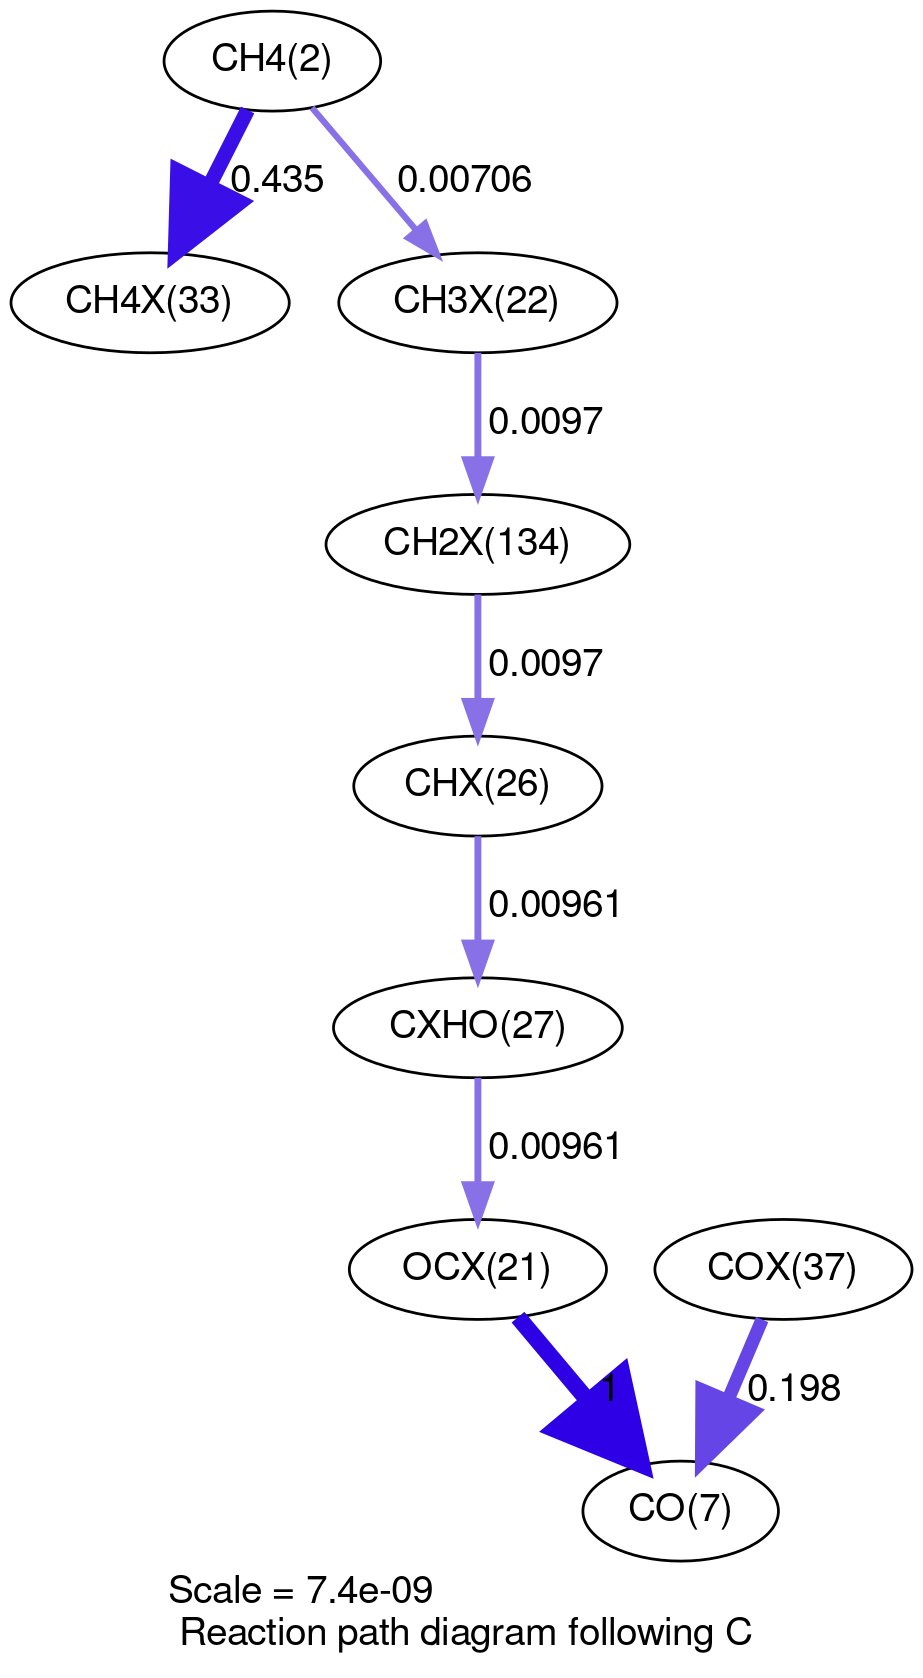 CH4(2)
0.435
0.00706
CH4X(33)
CH3X(22)
0.0097
CH2X(134)
0.0097
CHX(26)
0.00961
CXHO(27)
0.00961
OCX(21)
COX(37)
1
0.198
CO(7)
Scale = 7.4e-09
Reaction path diagram following C